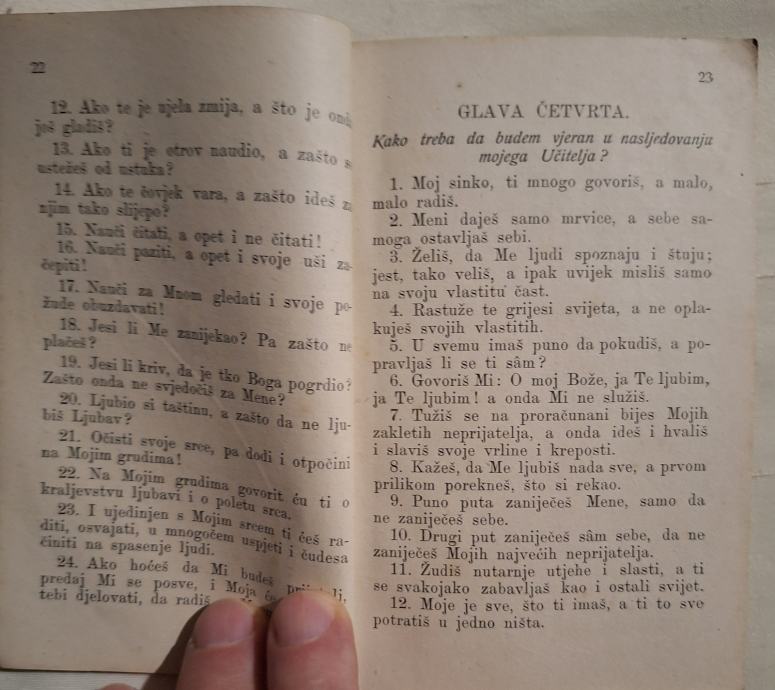 22
12. Ako te je ujela zmija, a što je onda
još gladiš?
13. Ako ti je otrov naudio, a zašto s
ustežeš od ustuka?
14. Ako te čovjek vara, a zašto ideš z
njim tako slijepo?
15. Nauči čitati, a opet i ne čitati!
16. Nauči paziti, a opet i svoje uši za-
čepiti!
17. Nauči za Mnom gledati i svoje po-
žude obuzdavati!
18. Jesi li Me zanijekao? Pa zašto ne
plačeš?
19. Jesi li kriv, da je tko Boga pogrdio?
Zašto onda ne svjedočiš za Mene?
20. Ljubio si taštinu, a zašto da ne lju-
biš Ljubav?
21. Očisti svoje srce, pa dođi i otpočini
na Mojim grudima!
22. Na Mojim grudima govorit ću ti o
kraljevstvu ljubavi i o poletu srca.
23. I ujedinjen s Mojim srcem ti ćeš ra-
diti, osvajati, u mnogočem uspjeti i čudesa
činiti na spasenje ljudi.
24. Ako hoćeš da Mi budeš
predaj Mi se posve, i Moja
tebi djelovati, da radiš
23
GLAVA ČETVRTA.
Kako treba da budem vjeran u nasljedovanju
mojega Učitelja?
1. Moj sinko, ti mnogo govoriš, a malo,
malo radiš.
2. Meni daješ samo mrvice, a sebe sa-
moga ostavljaš sebi.
3. Želiš, da Me ljudi spoznaju i štuju;
jest, tako veliš, a ipak uvijek misliš samo
na svoju vlastitu čast.
4. Rastuže te grijesi svijeta, a ne opla-
kuješ svojih vlastitih.
5. U svemu imaš puno da pokudiš, a po-
pravljaš li se ti sâm?
6. Govoriš Mi: O moj Bože, ja Te ljubim,
ja Te ljubim! a onda Mi ne služiš.
7. Tužiš se na proračunani bijes Mojih
zakletih neprijatelja, a onda ideš i hvališ
i slaviš svoje vrline i kreposti.
8. Kažeš, da Me ljubiš nada sve, a prvom
prilikom porekneš, što si rekao.
9. Puno puta zaniječeš Mene, samo da
ne zaniječeš sebe.
10. Drugi put zaniječeš sâm sebe, da ne
zaniječeš Mojih najvećih neprijatelja.
11. Žudiš nutarnje utjehe i slasti, a ti
se svakojako zabavljaš kao i ostali svijet.
12. Moje je sve, što ti imaš, a ti to sve
potratiš u jedno ništa.